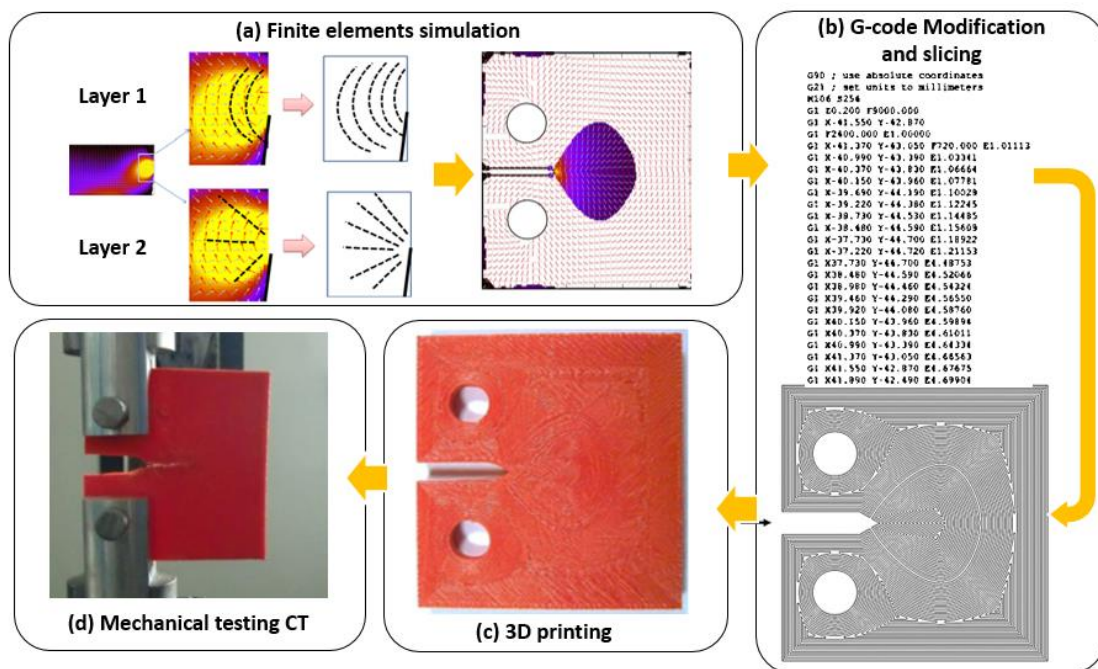 (a) Finite elements simulation
Layer 1
Layer 2
(b) G-code Modification
and slicing
G90 ; use absolute coordinates
G21 ; set units to millimeters
M106 S254
G1 Z0.200 F9000.000
G1 X-41.550 Y-42.870
G1 F2400.000 E1.00000
G1 X-41.370 Y-43.050 F720.000 E1.01113
G1 X-40.990 Y-43.390 E1.03341
G1 X-40.370 Y-43.830 E1.06664
G1 X-40.150 Y-43.960 E1.07781
G1 X-39.690 Y-44.190 E1.10029
G1 X-39.220 Y-44.380 E1.12245
G1 X-38.730 Y-44.530 E1.14485
G1 X-38.480 Y-44.590 E1.15609
G1 X-37.730 Y-44.700 E1.18922
G1 X-37.220 Y-44.720 E1.21153
G1 X37.730 Y-44.700 E4.48753
G1 X38.480 Y-44.590 E4.52066
G1 X38.980 Y-44.460 E4.54324
G1 X39.460 Y-44.290 E4.56550
G1 X39.920 Y-44.080 E4.58760
G1 X40.150 Y-43.960 E4.59894
G1 X40.370 Y-43.830 E4.61011
G1 X40.990 Y-43.390 E4.64334
G1 X41.370 Y-43.050 E4.66563
G1 X41.550 Y-42.870 E4.67675
G1 X41.890 Y-42.490 E4.69904
(d) Mechanical testing CT
(c) 3D printing